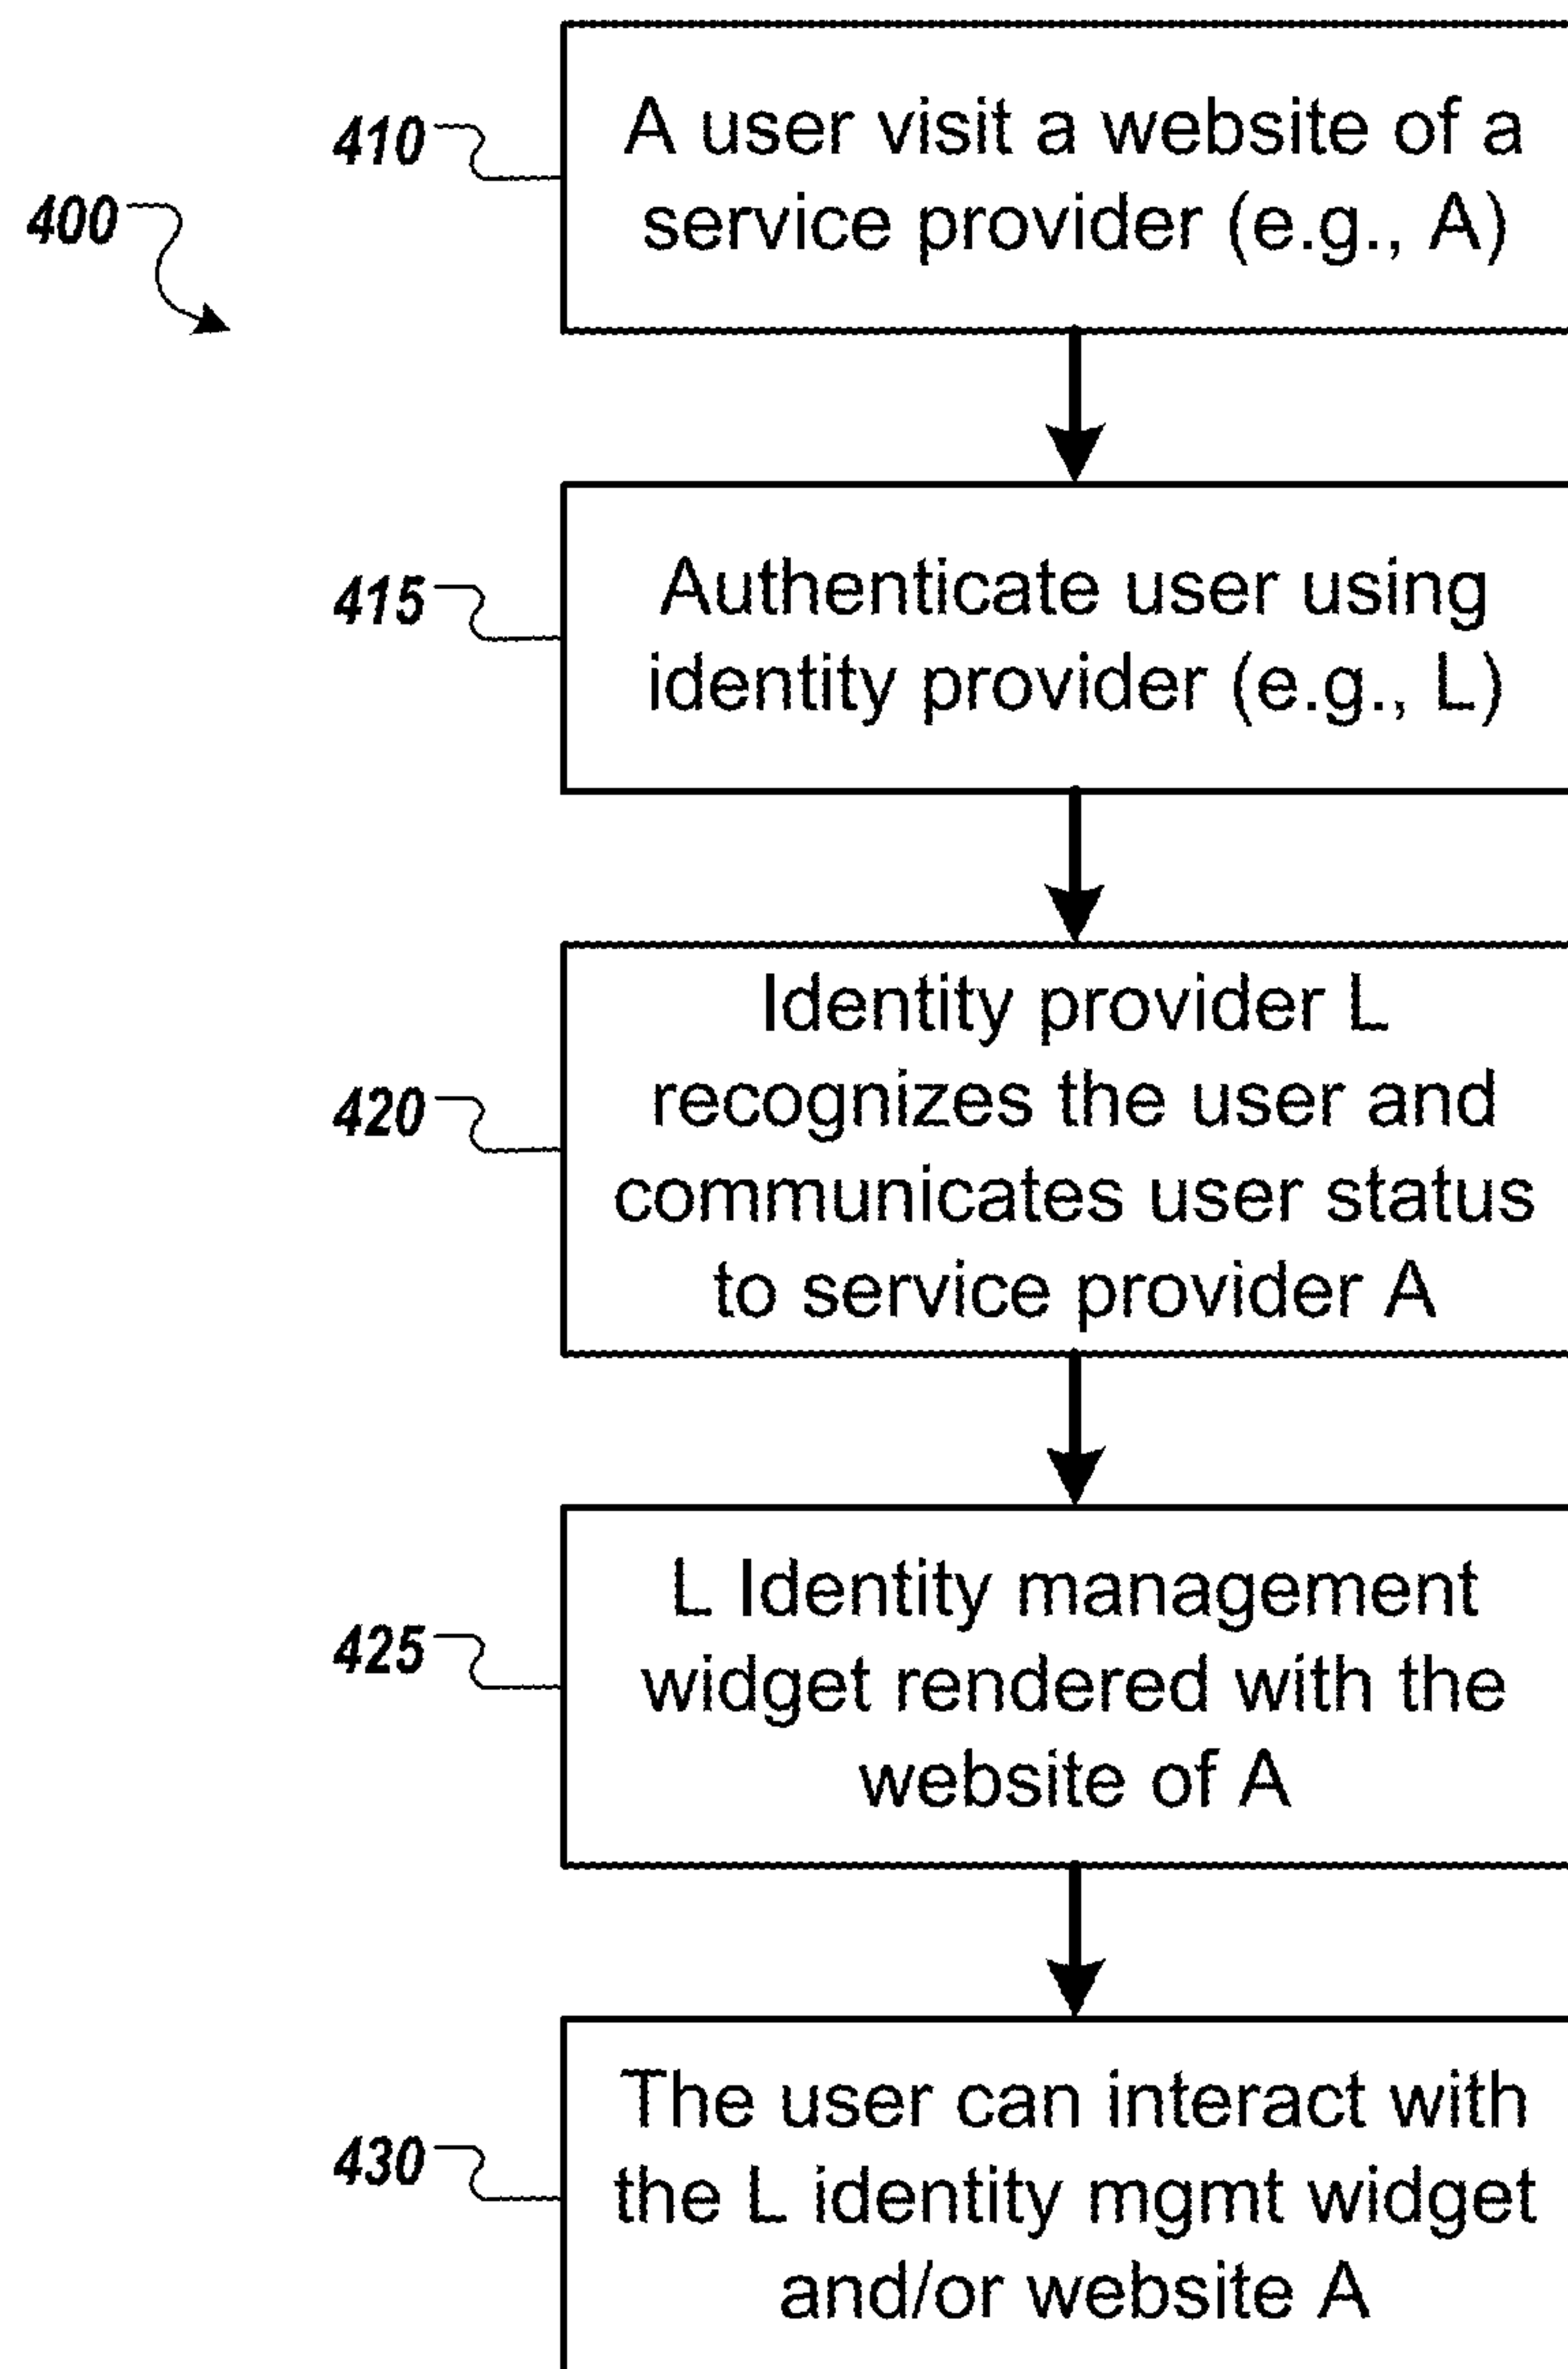 400
410
A user visit a website of a
service provider (e.g., A)
415
Authenticate user using
identity provider (e.g., L)
420
Identity provider L
recognizes the user and
communicates user status
to service provider A
425
L Identity management
widget rendered with the
website of A
430
The user can interact with
the L identity mgmt widget
and/or website A